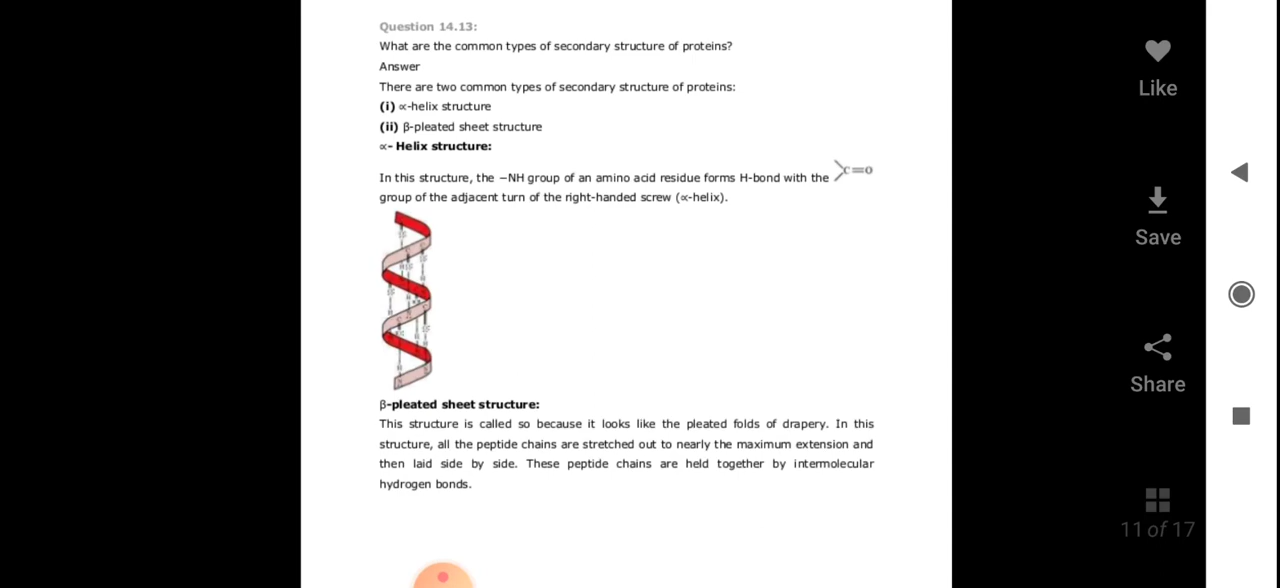 Question 14.13:
What are the common types of secondary structure of proteins?
Answer
There are two common types of secondary structure of proteins:
(i) ∝-helix structure
(ii) β-pleated sheet structure
∝- Helix structure:
In this structure, the −NH group of an amino acid residue forms H-bond with the >C=O
group of the adjacent turn of the right-handed screw (∝-helix).
β-pleated sheet structure:
This structure is called so because it looks like the pleated folds of drapery. In this
structure, all the peptide chains are stretched out to nearly the maximum extension and
then laid side by side. These peptide chains are held together by intermolecular
hydrogen bonds.
Like
Save
Share
11 of 17